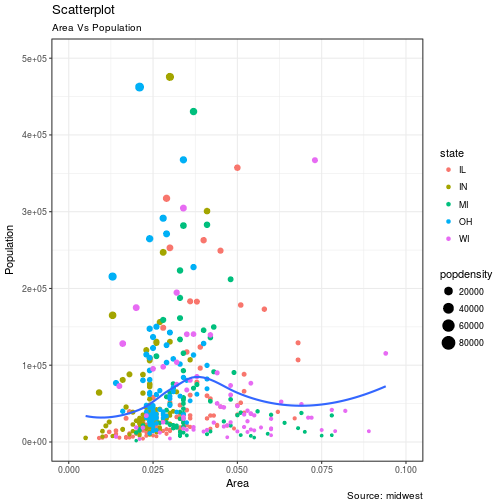 Scatterplot
Area Vs Population
5e+05
4e+05
3e+05
2e+05
1e+05
0e+00
Population
0.000 0.025 0.050 0.075 0.100
Area
state
IL
IN
MI
OH
WI
popdensity
20000
40000
60000
80000
Source: midwest